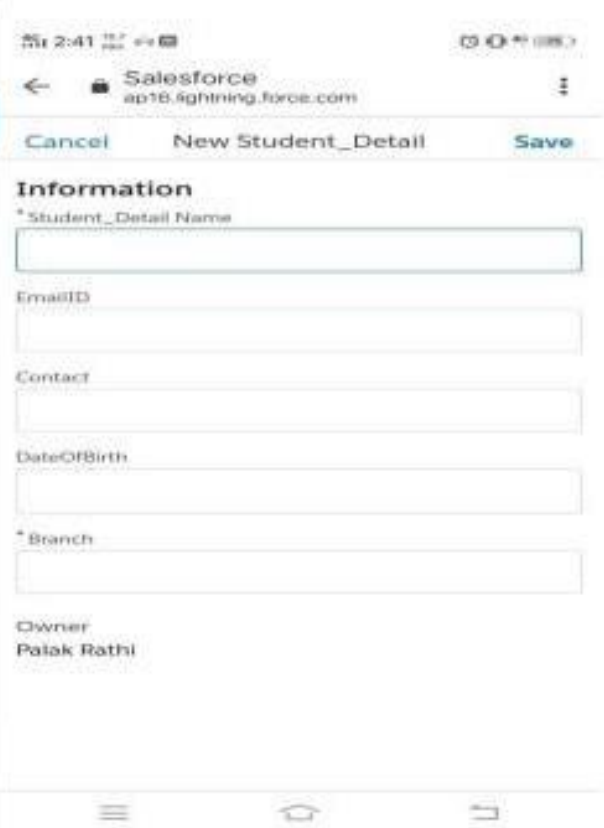 2:41
Salesforce
ap16.lightning.force.com
Cancel New Student_Detail Save
Information
*Student_Detail Name
EmailID
Contact
DateOfBirth
*Branch
Owner
Palak Rathi